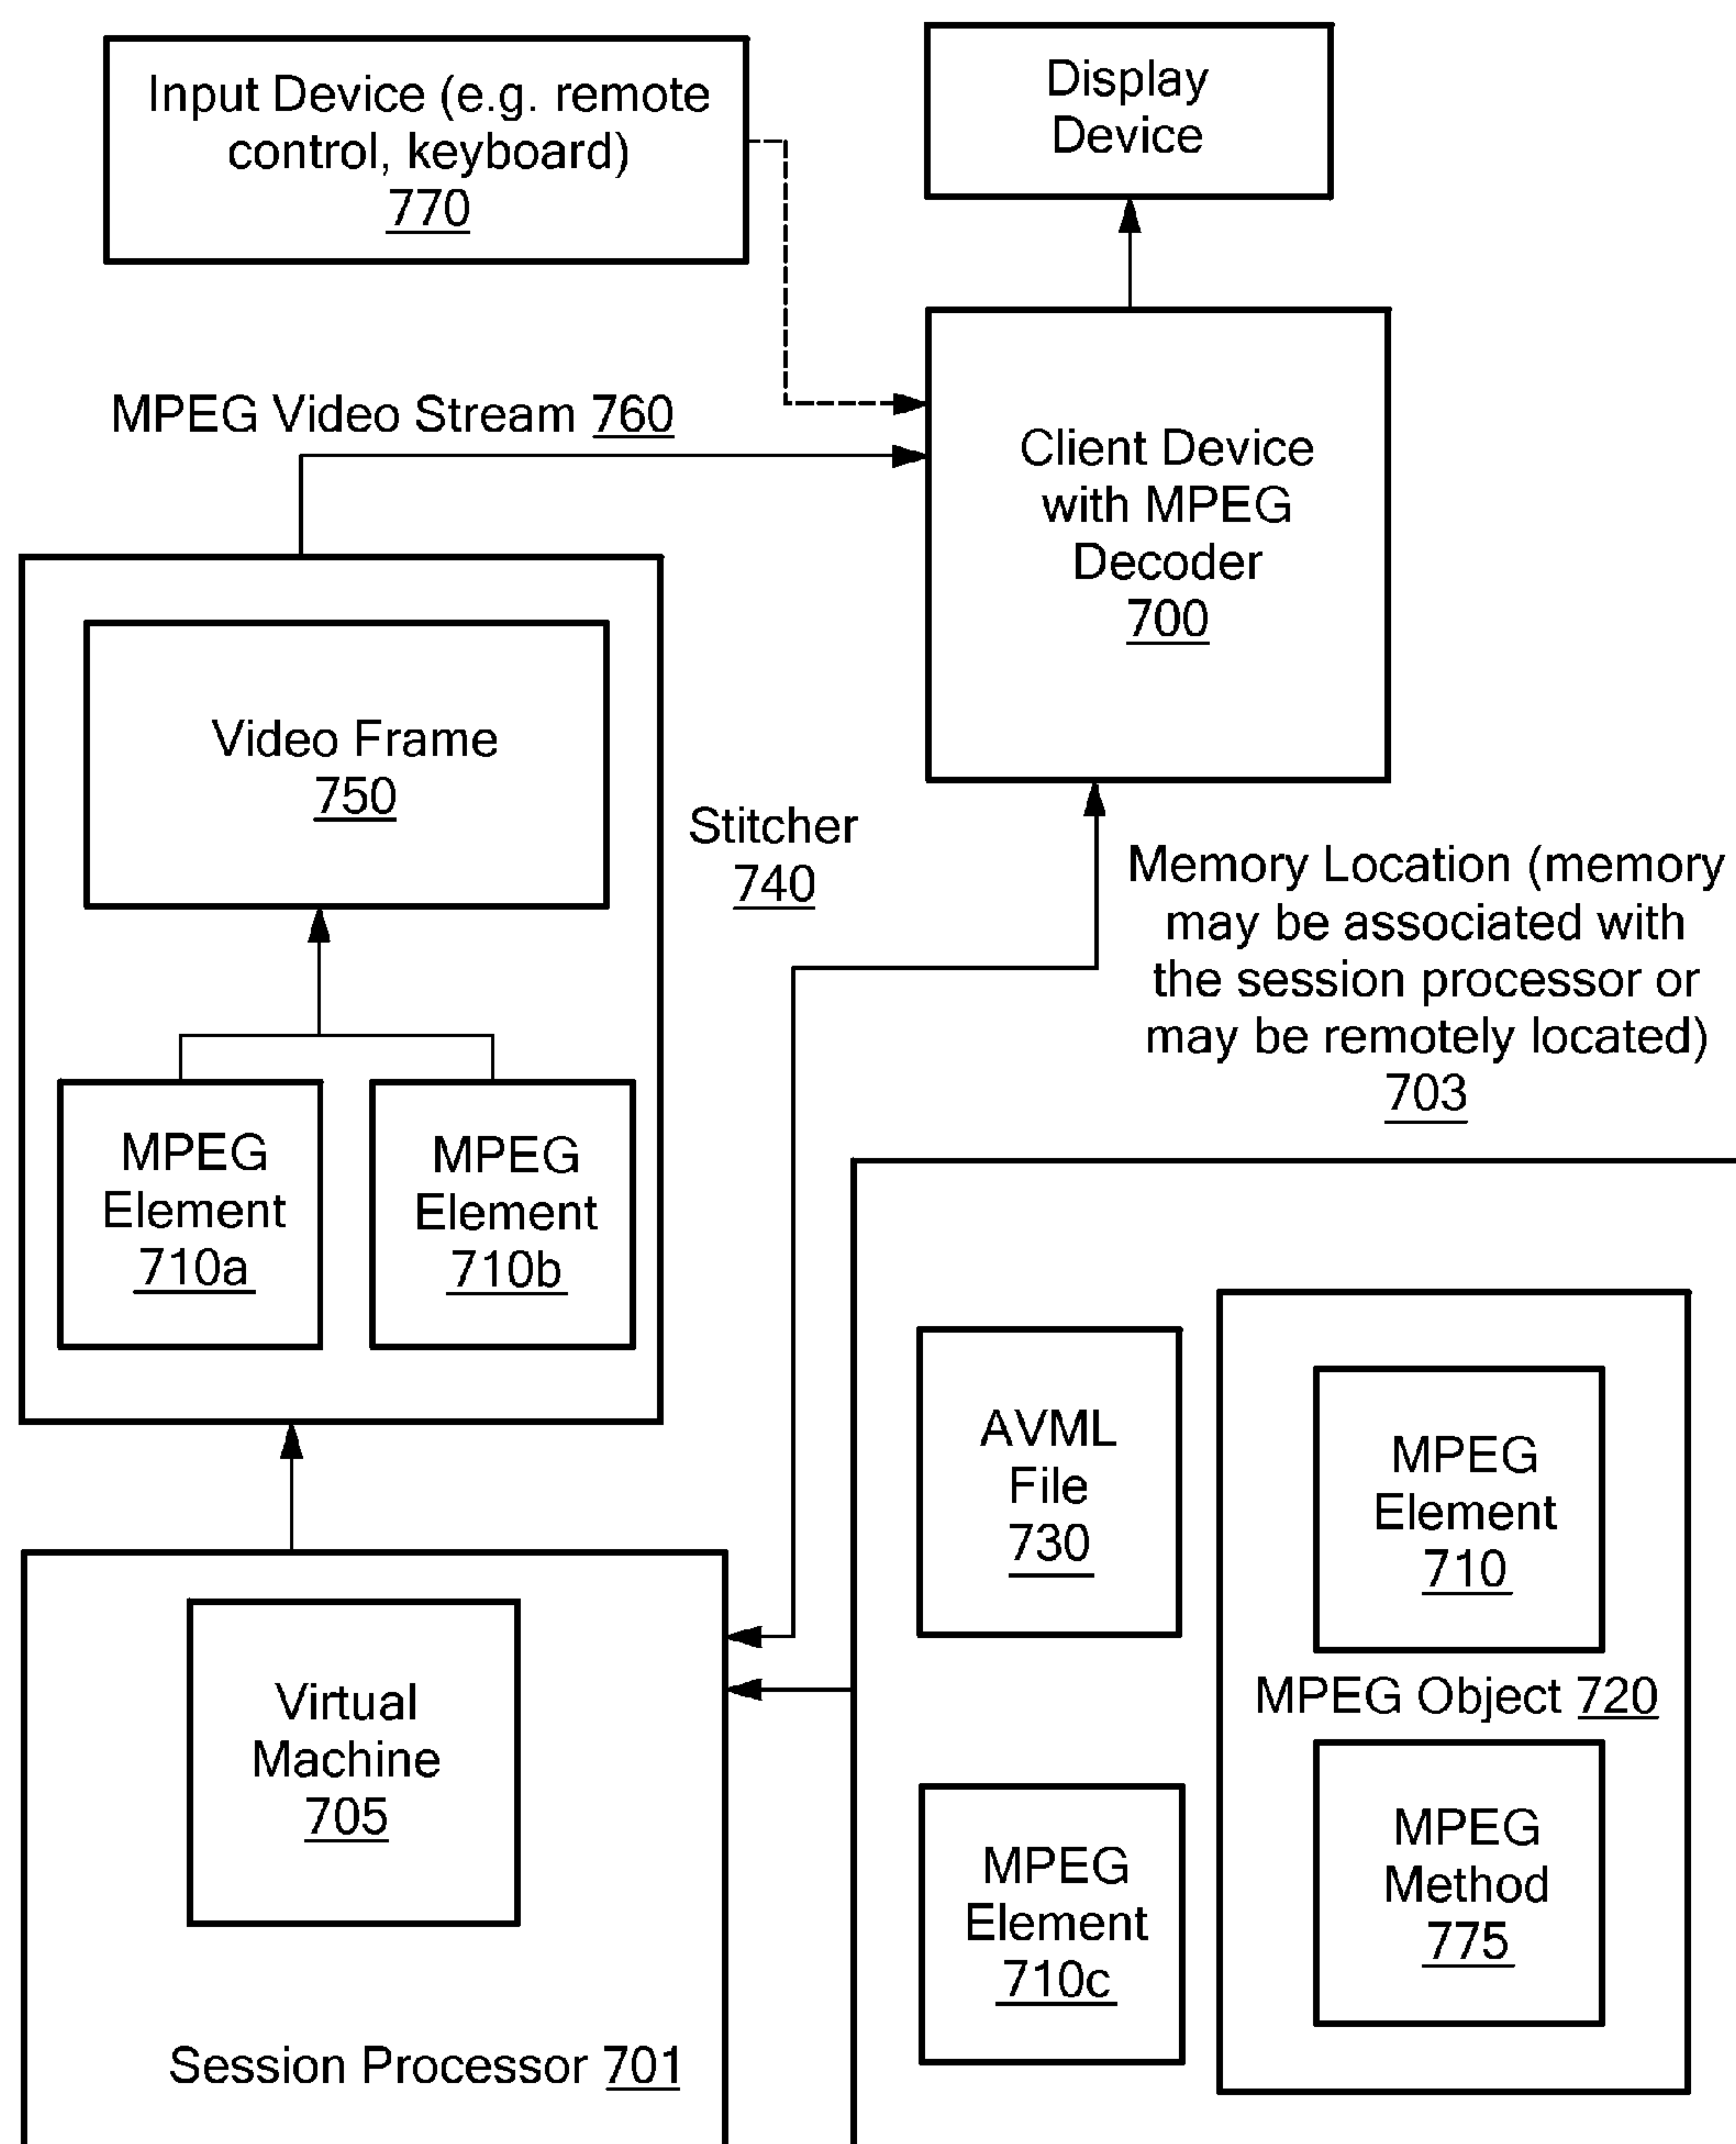 Input Device (e.g. remote
control, keyboard)
770
Display
Device
MPEG Video Stream 760
Client Device
with MPEG
Decoder
700
Video Frame
750
Stitcher
740
Memory Location (memory
may be associated with
the session processor or
may be remotely located)
703
MPEG
Element
710a
MPEG
Element
710b
AVML
File
730
MPEG
Element
710
MPEG Object 720
Virtual
Machine
705
MPEG
Element
710c
MPEG
Method
775
Session Processor 701